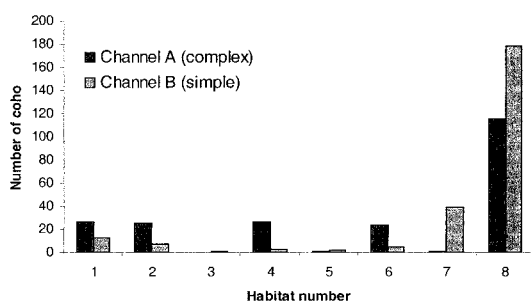 200
180
160
140
120
100
80
60
40
20
0
Number of coho
Channel A (complex)
Channel B (simple)
1 2 3 4 5 6 7 8
Habitat number